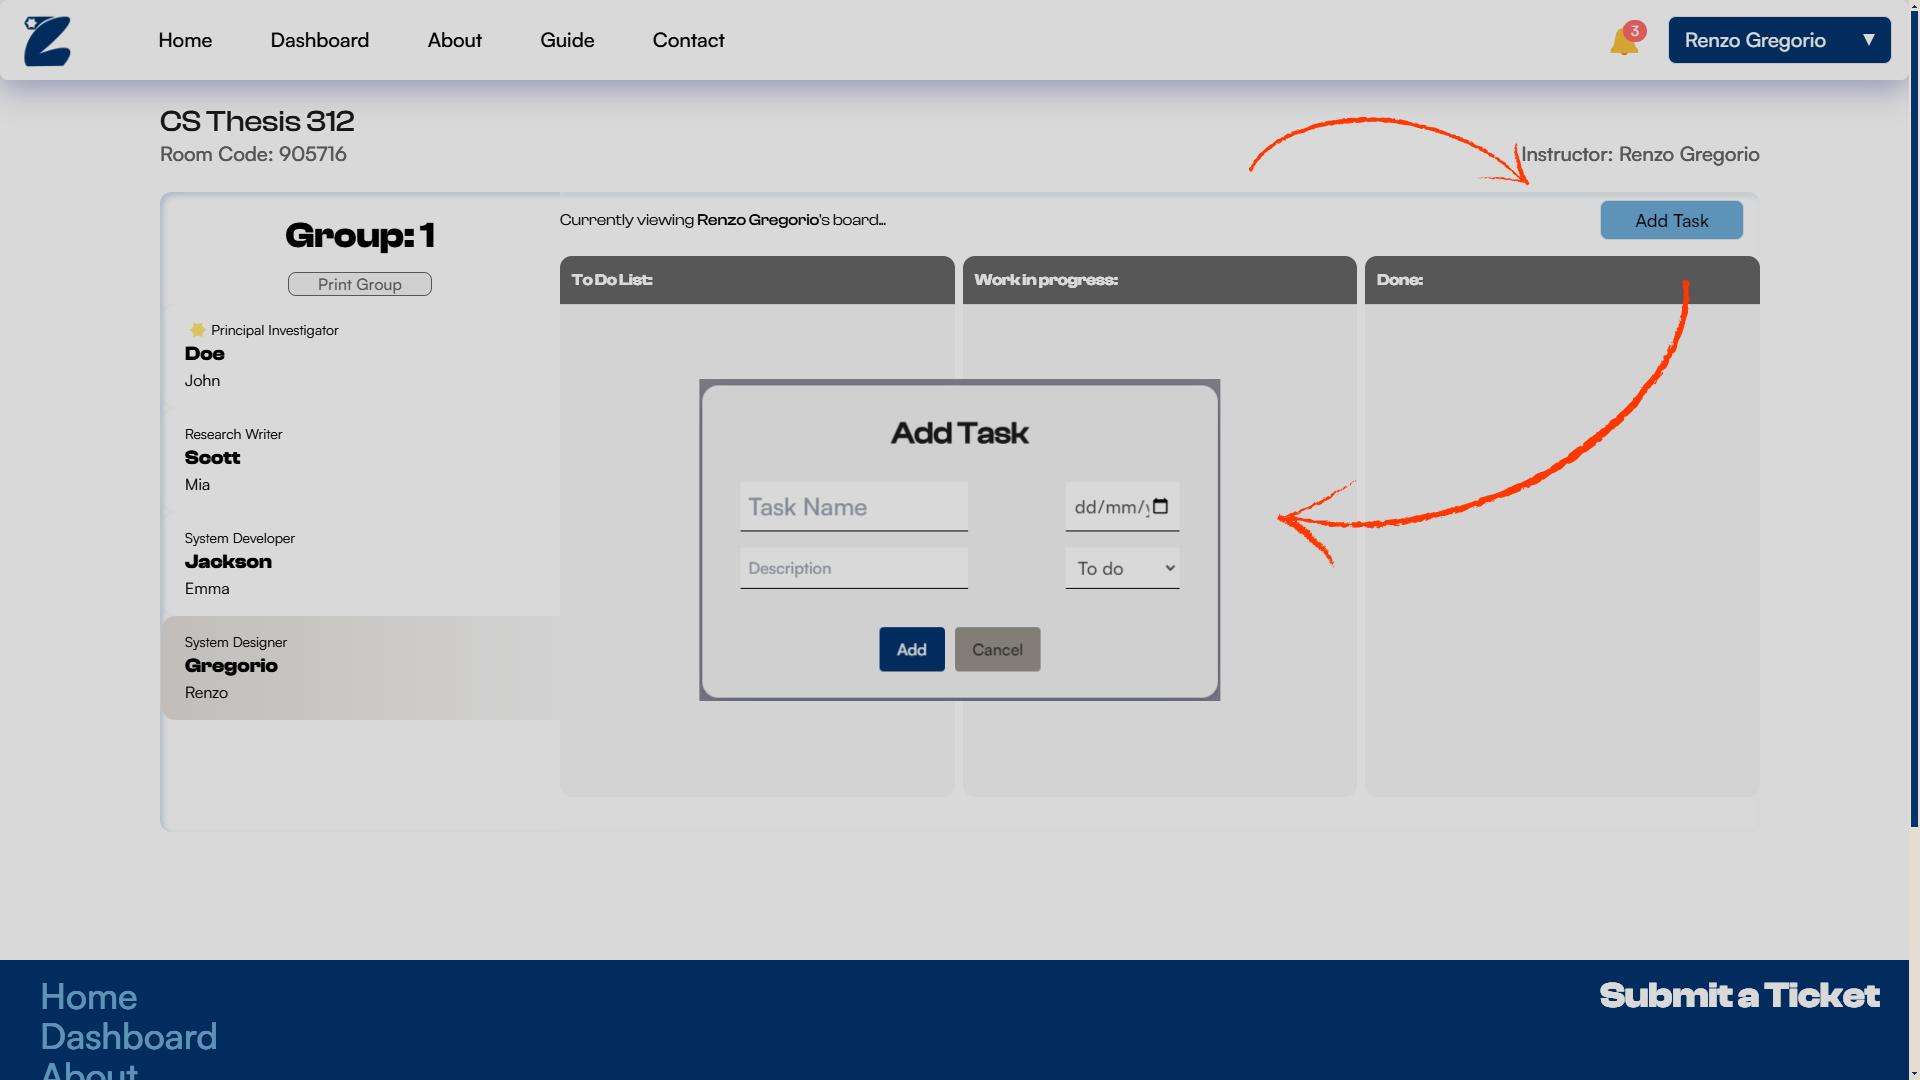 Home
Dashboard
About
Guide
Contact
3
Renzo Gregorio ▼
CS Thesis 312
Room Code: 905716
Instructor: Renzo Gregorio
Group: 1
Print Group
Principal Investigator
Doe
John
Research Writer
Scott
Mia
System Developer
Jackson
Emma
System Designer
Gregorio
Renzo
Currently viewing Renzo Gregorio's board...
Add Task
To Do List:
Work in progress:
Done:
Add Task
Task Name
dd/mm/y
Description
To do
Add
Cancel
Home
Dashboard
About
Submit a Ticket